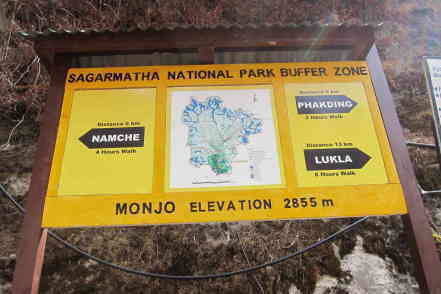 SAGARMATHA NATIONAL PARK BUFFER ZONE
Distance 6 km
NAMCHE
4 Hours Walk
PHAKDING
Hours Walk
Distance 13 km
LUKLA
6 Hours Walk
MONJO ELEVATION 2855 m